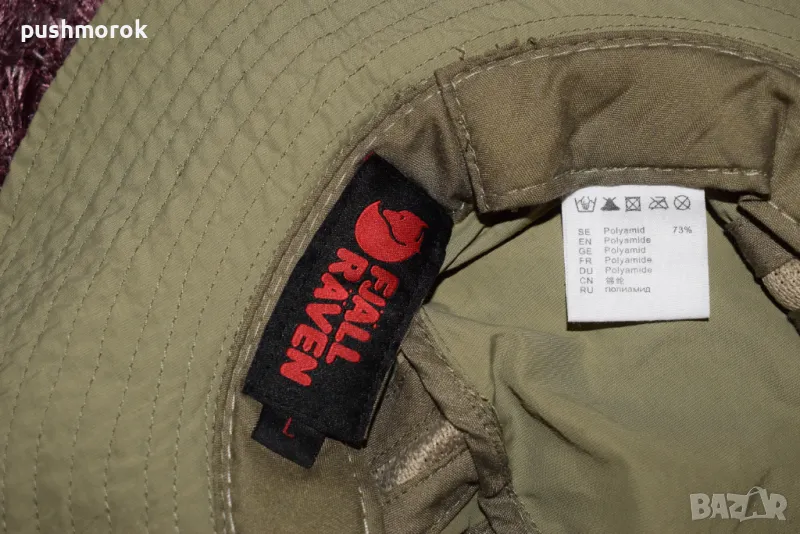 pushmorok
FJÄLL
RÄVEN
L
SE Polyamid 73%
EN Polyamide
GE Polyamid
FR Polyamide
DU Polyamide
CN 锦纶
RU полиамид
BAZAR